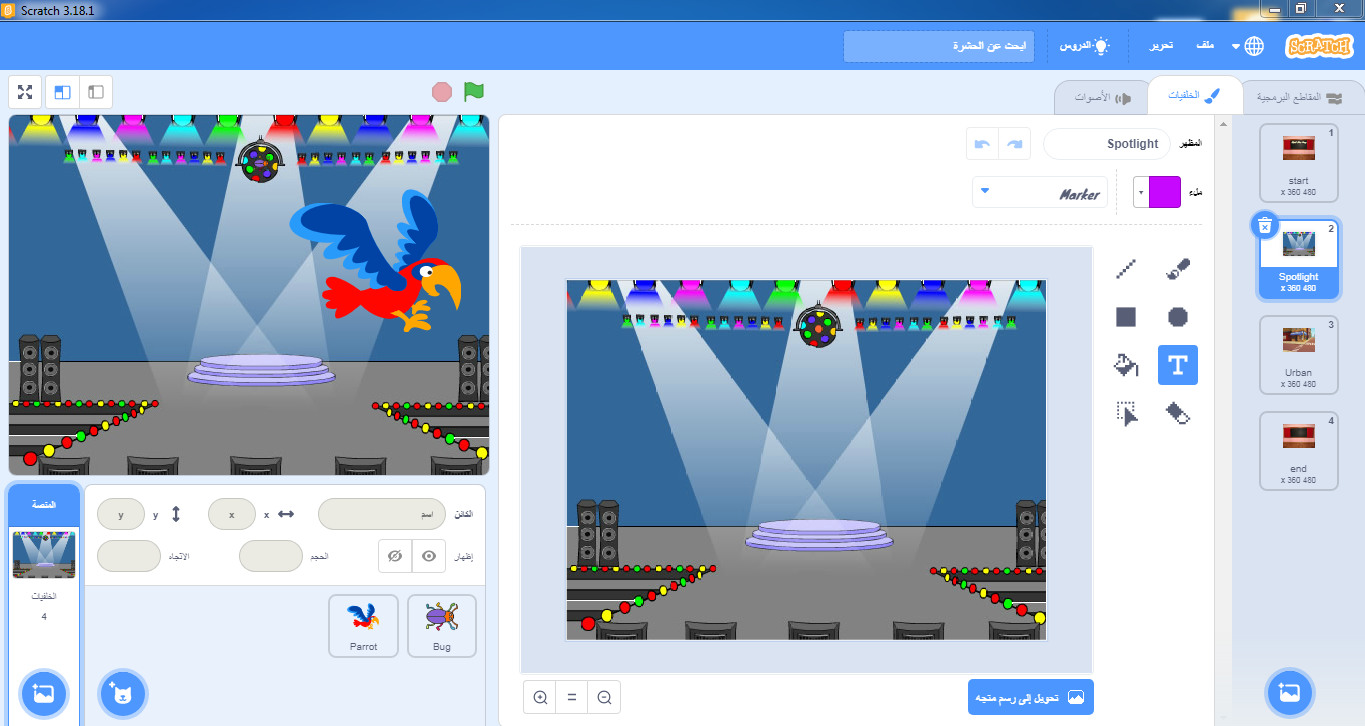 Scratch 3.18.1
SCRATCH
ملف
تحرير
الدروس
ابحث عن الحشرة
المقاطع البرمجية
الخلفيات
الأصوات
المظهر
Spotlight
ملء
Marker
1
start
480 x 360
2
Spotlight
480 x 360
3
Urban
480 x 360
4
end
480 x 360
تحويل إلى رسم متجه
الكائن
اسم
x
x
y
y
إظهار
الحجم
الاتجاه
Parrot
Bug
المنصة
الخلفيات
4